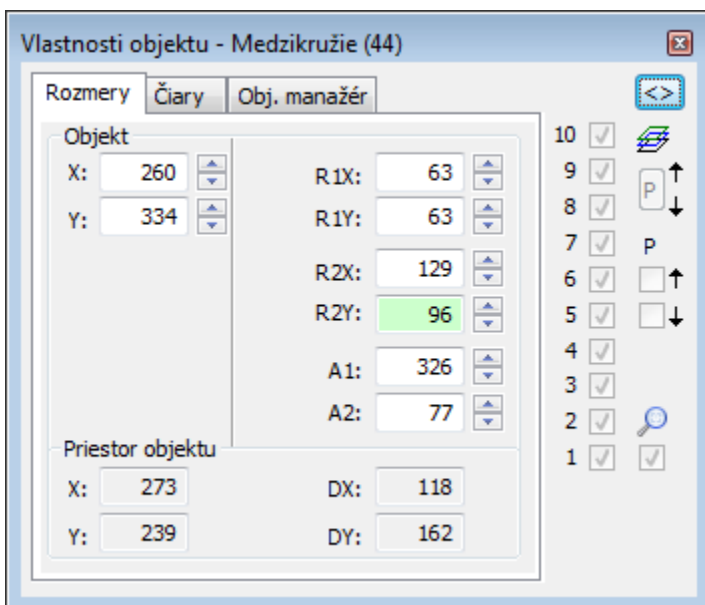 Vlastnosti objektu - Medzikružie (44)
Rozmery Čiary Obj. manažér <>
Objekt
X: 260
Y: 334
R1X: 63
R1Y: 63
R2X: 129
R2Y: 96
A1: 326
A2: 77
Priestor objektu
X: 273 DX: 118
Y: 239 DY: 162
10
9
8
7
6
5
4
3
2
1
P
P